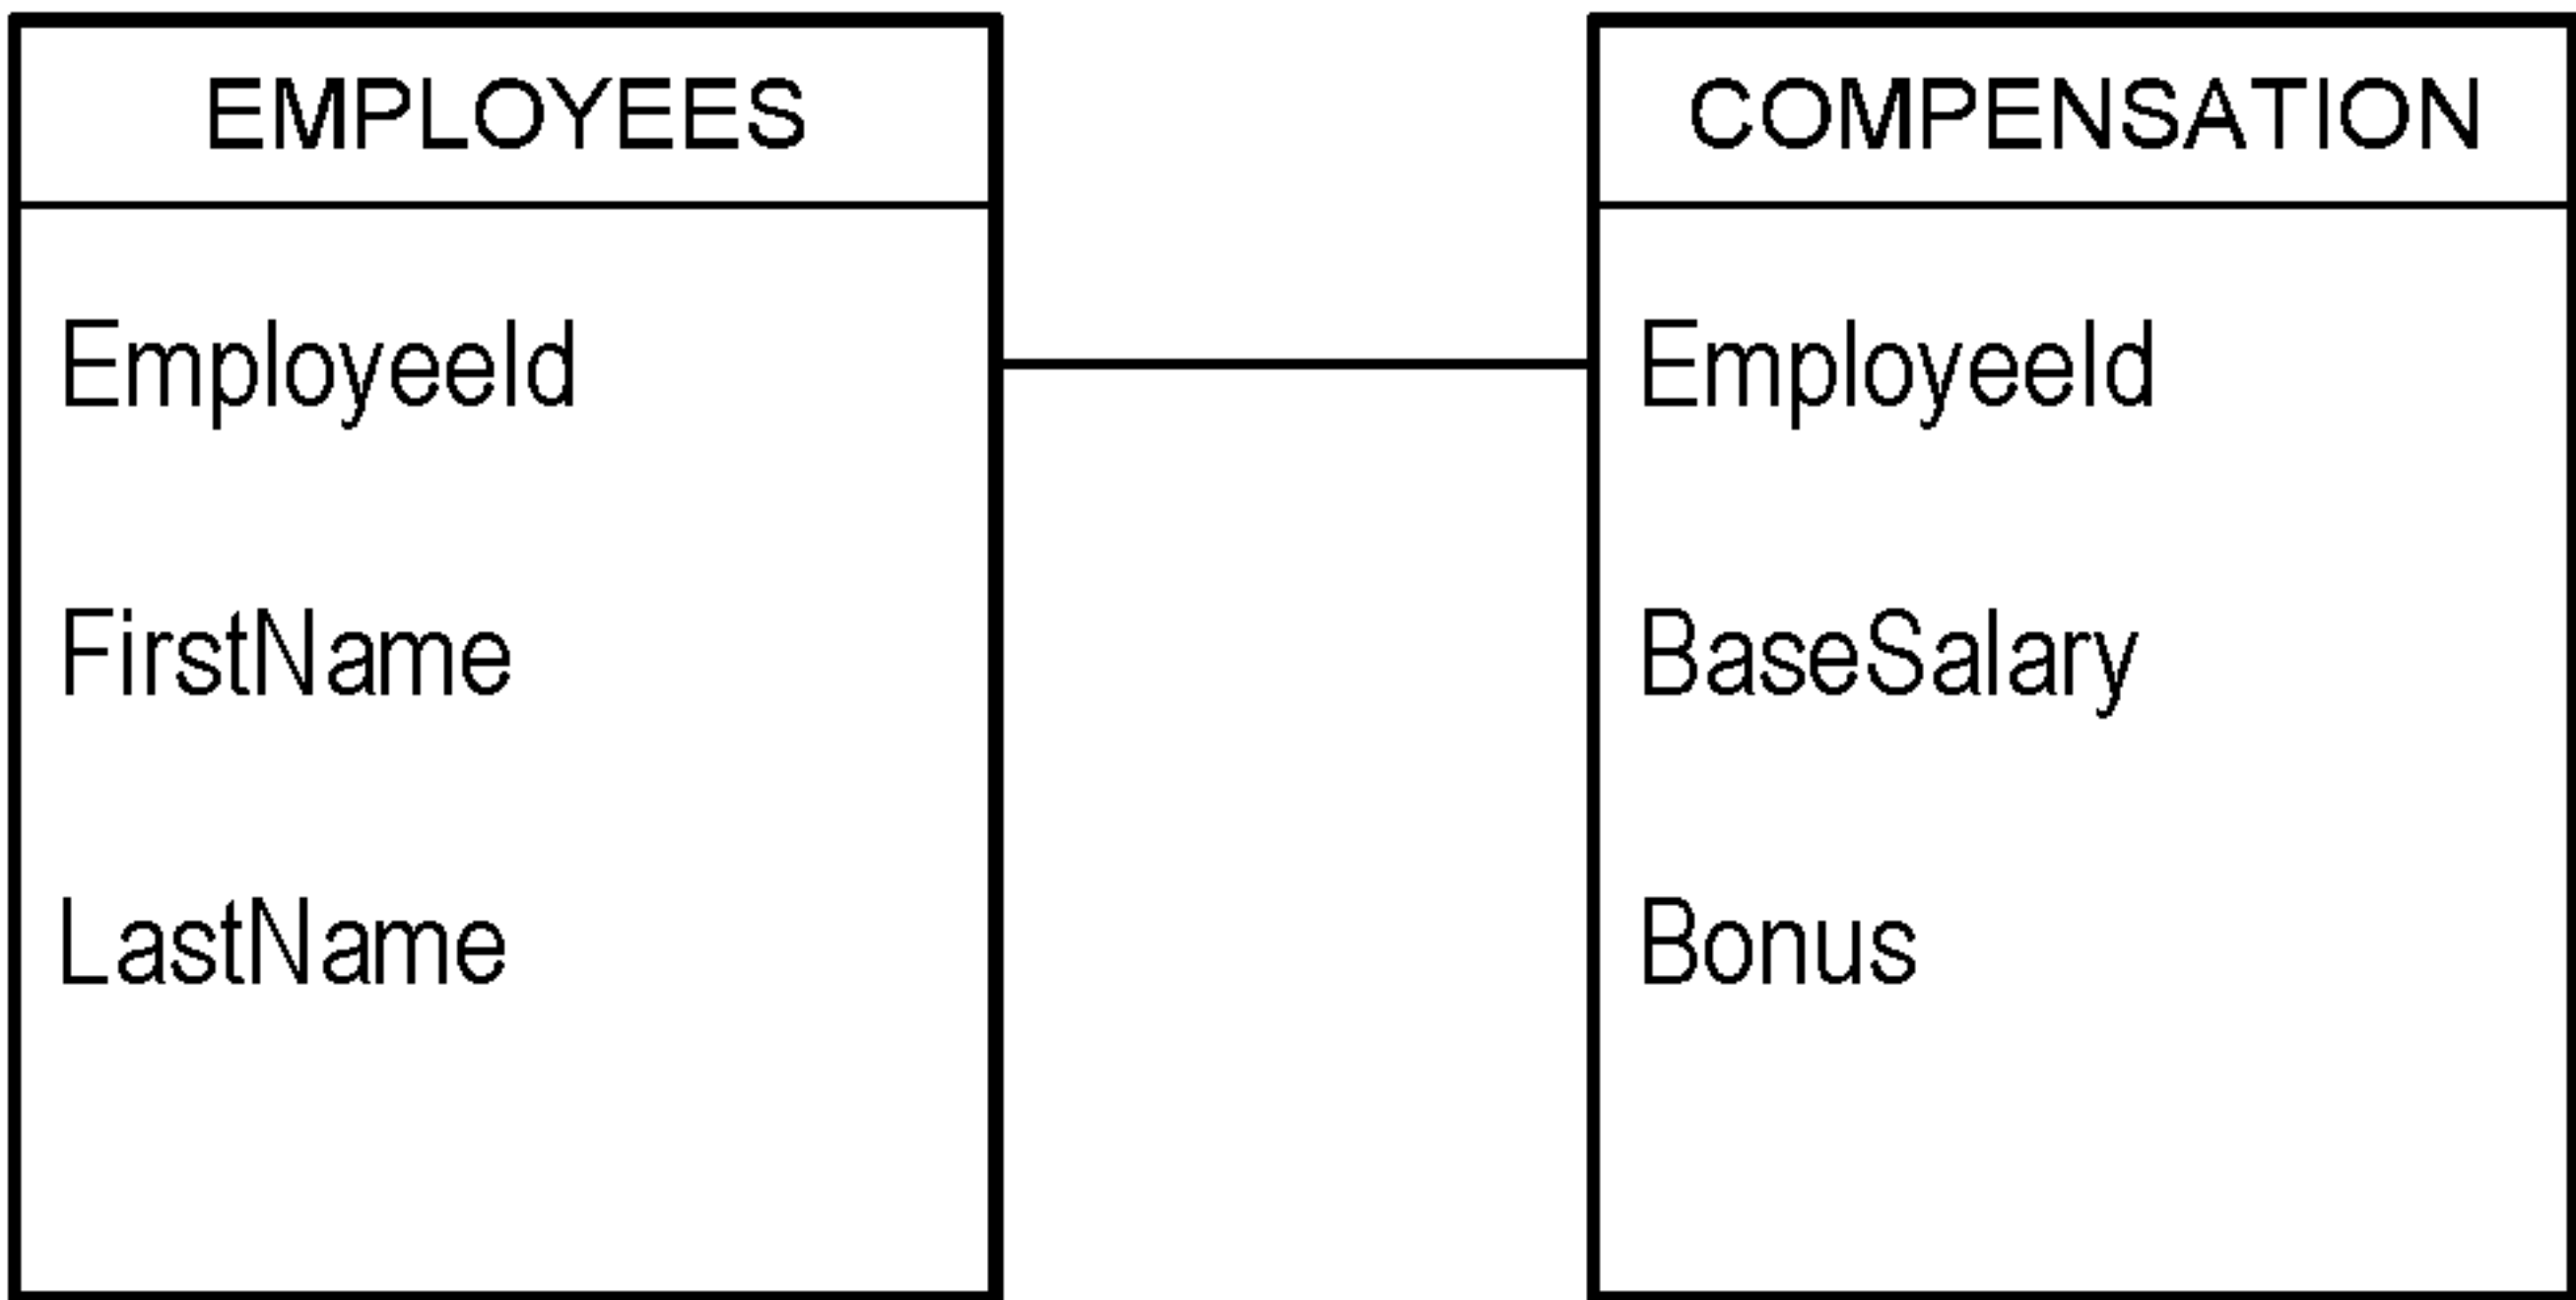 EMPLOYEES
EmployeeId
FirstName
LastName
COMPENSATION
EmployeeId
BaseSalary
Bonus